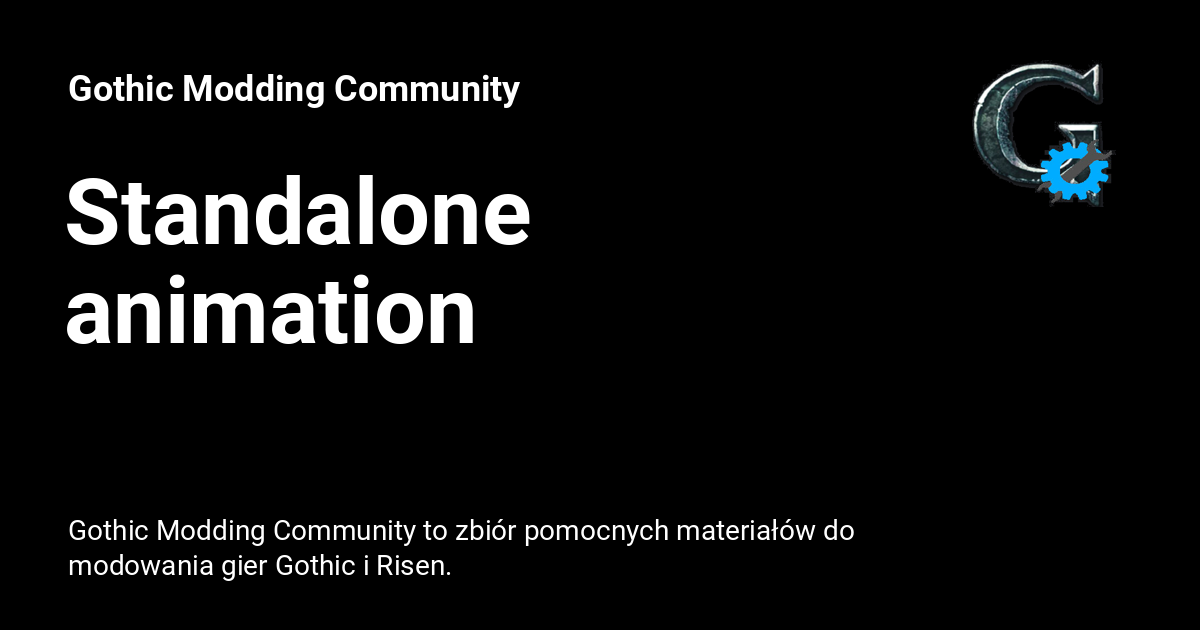 Gothic Modding Community
Standalone
animation
Gothic Modding Community to zbiór pomocnych materiałów do
modowania gier Gothic i Risen.